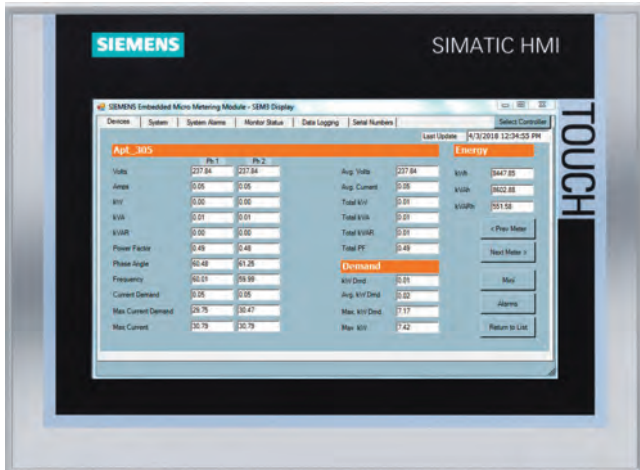 SIEMENS
SIMATIC HMI
TOUCH
SIEMENS Embedded Micro Metering Module - SEM3 Display
Devices System System Alarms Monitor Status Data Logging Serial Numbers Select Controller
Last Update 4/3/2018 12:34:55 PM
Apt_305 Energy
Ph 1 Ph 2
Volts 237.84 237.84 Avg. Volts 237.84 kWh 8447.85
Amps 0.05 0.05 Avg. Current 0.05 kVAh 8602.88
kW 0.00 0.00 Total kW 0.01 kVARh 551.58
kVA 0.01 0.01 Total kVA 0.01
kVAR 0.00 0.00 Total kVAR 0.01 < Prev Meter
Power Factor 0.49 0.48 Total PF 0.49 Next Meter >
Phase Angle 60.48 61.25 Demand
Frequency 60.01 59.99 kW Dmd 0.01 Mini
Current Demand 0.05 0.05 Avg. kW Dmd 0.02 Alarms
Max Current Demand 29.75 30.47 Max. kW Dmd 7.17
Max Current 30.79 30.79 Max kW 7.42 Return to List